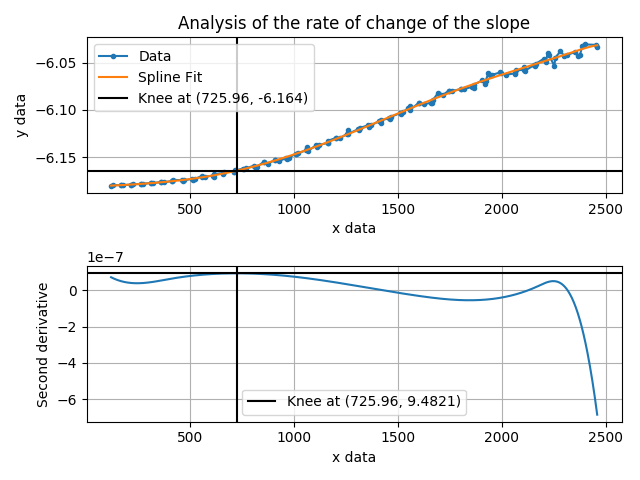 Analysis of the rate of change of the slope
Data
Spline Fit
Knee at (725.96, -6.164)
y data
−6.05
−6.10
−6.15
500 1000 1500 2000 2500
x data
1e−7
Second derivative
0
−2
−4
−6
Knee at (725.96, 9.4821)
500 1000 1500 2000 2500
x data